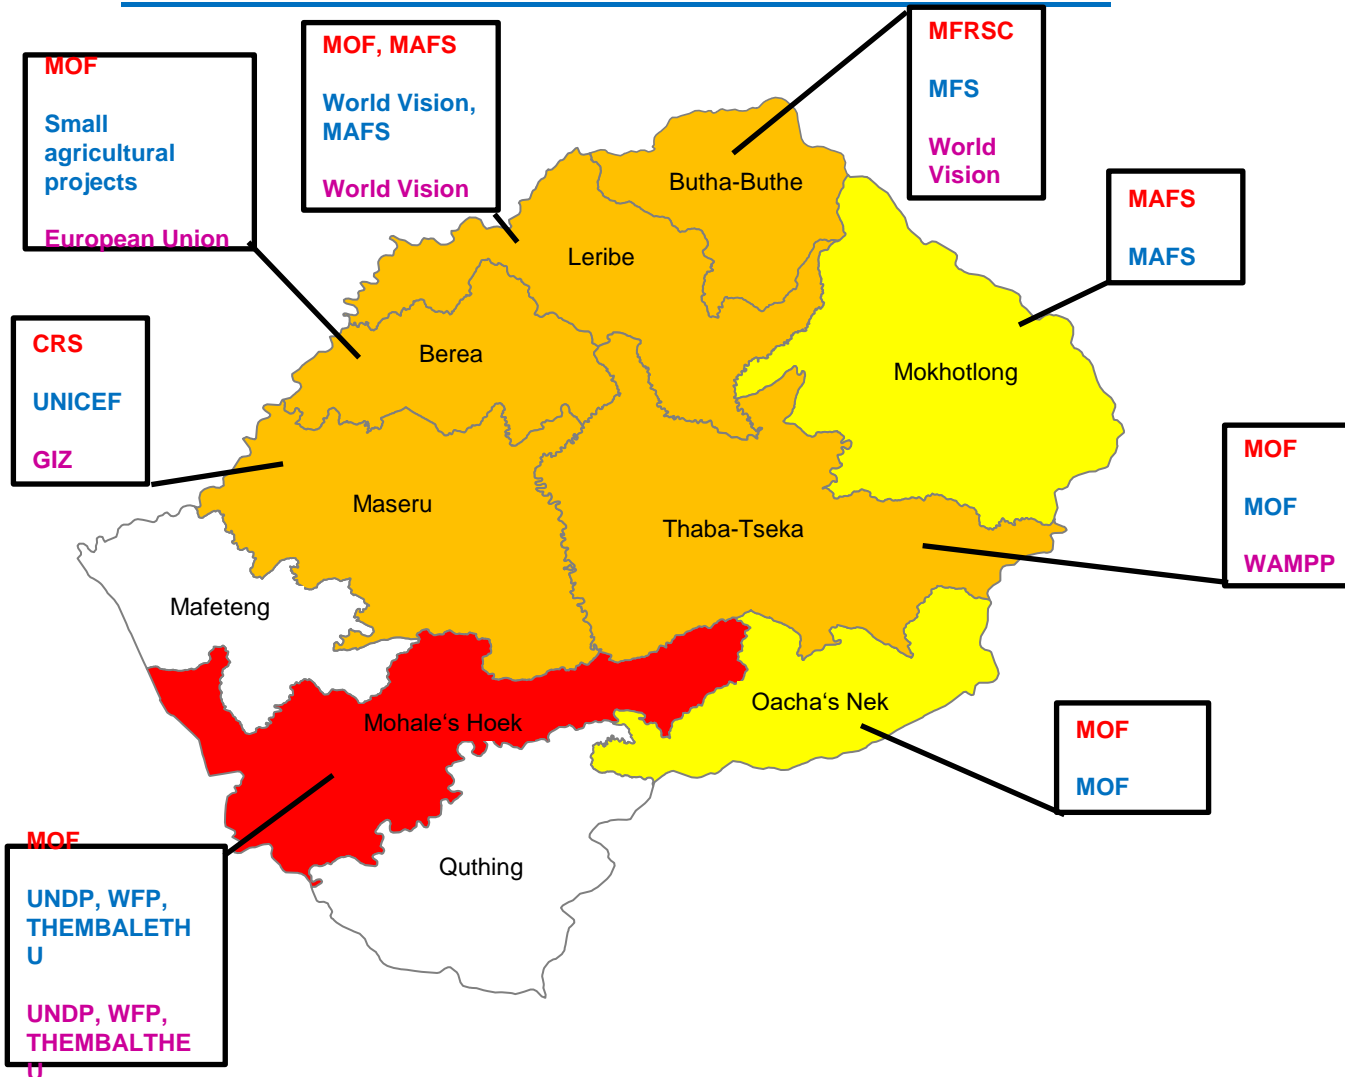 MOF
Small
agricultural
projects
European Union
MOF, MAFS
World Vision,
MAFS
World Vision
MFRSC
MFS
World
Vision
MAFS
MAFS
CRS
UNICEF
GIZ
MOF
MOF
WAMPP
MOF
MOF
MOF
UNDP, WFP,
THEMBALETH
U
UNDP, WFP,
THEMBALTHE
U
Butha-Buthe
Leribe
Berea
Mokhotlong
Maseru
Thaba-Tseka
Mafeteng
Mohale‘s Hoek
Oacha‘s Nek
Quthing